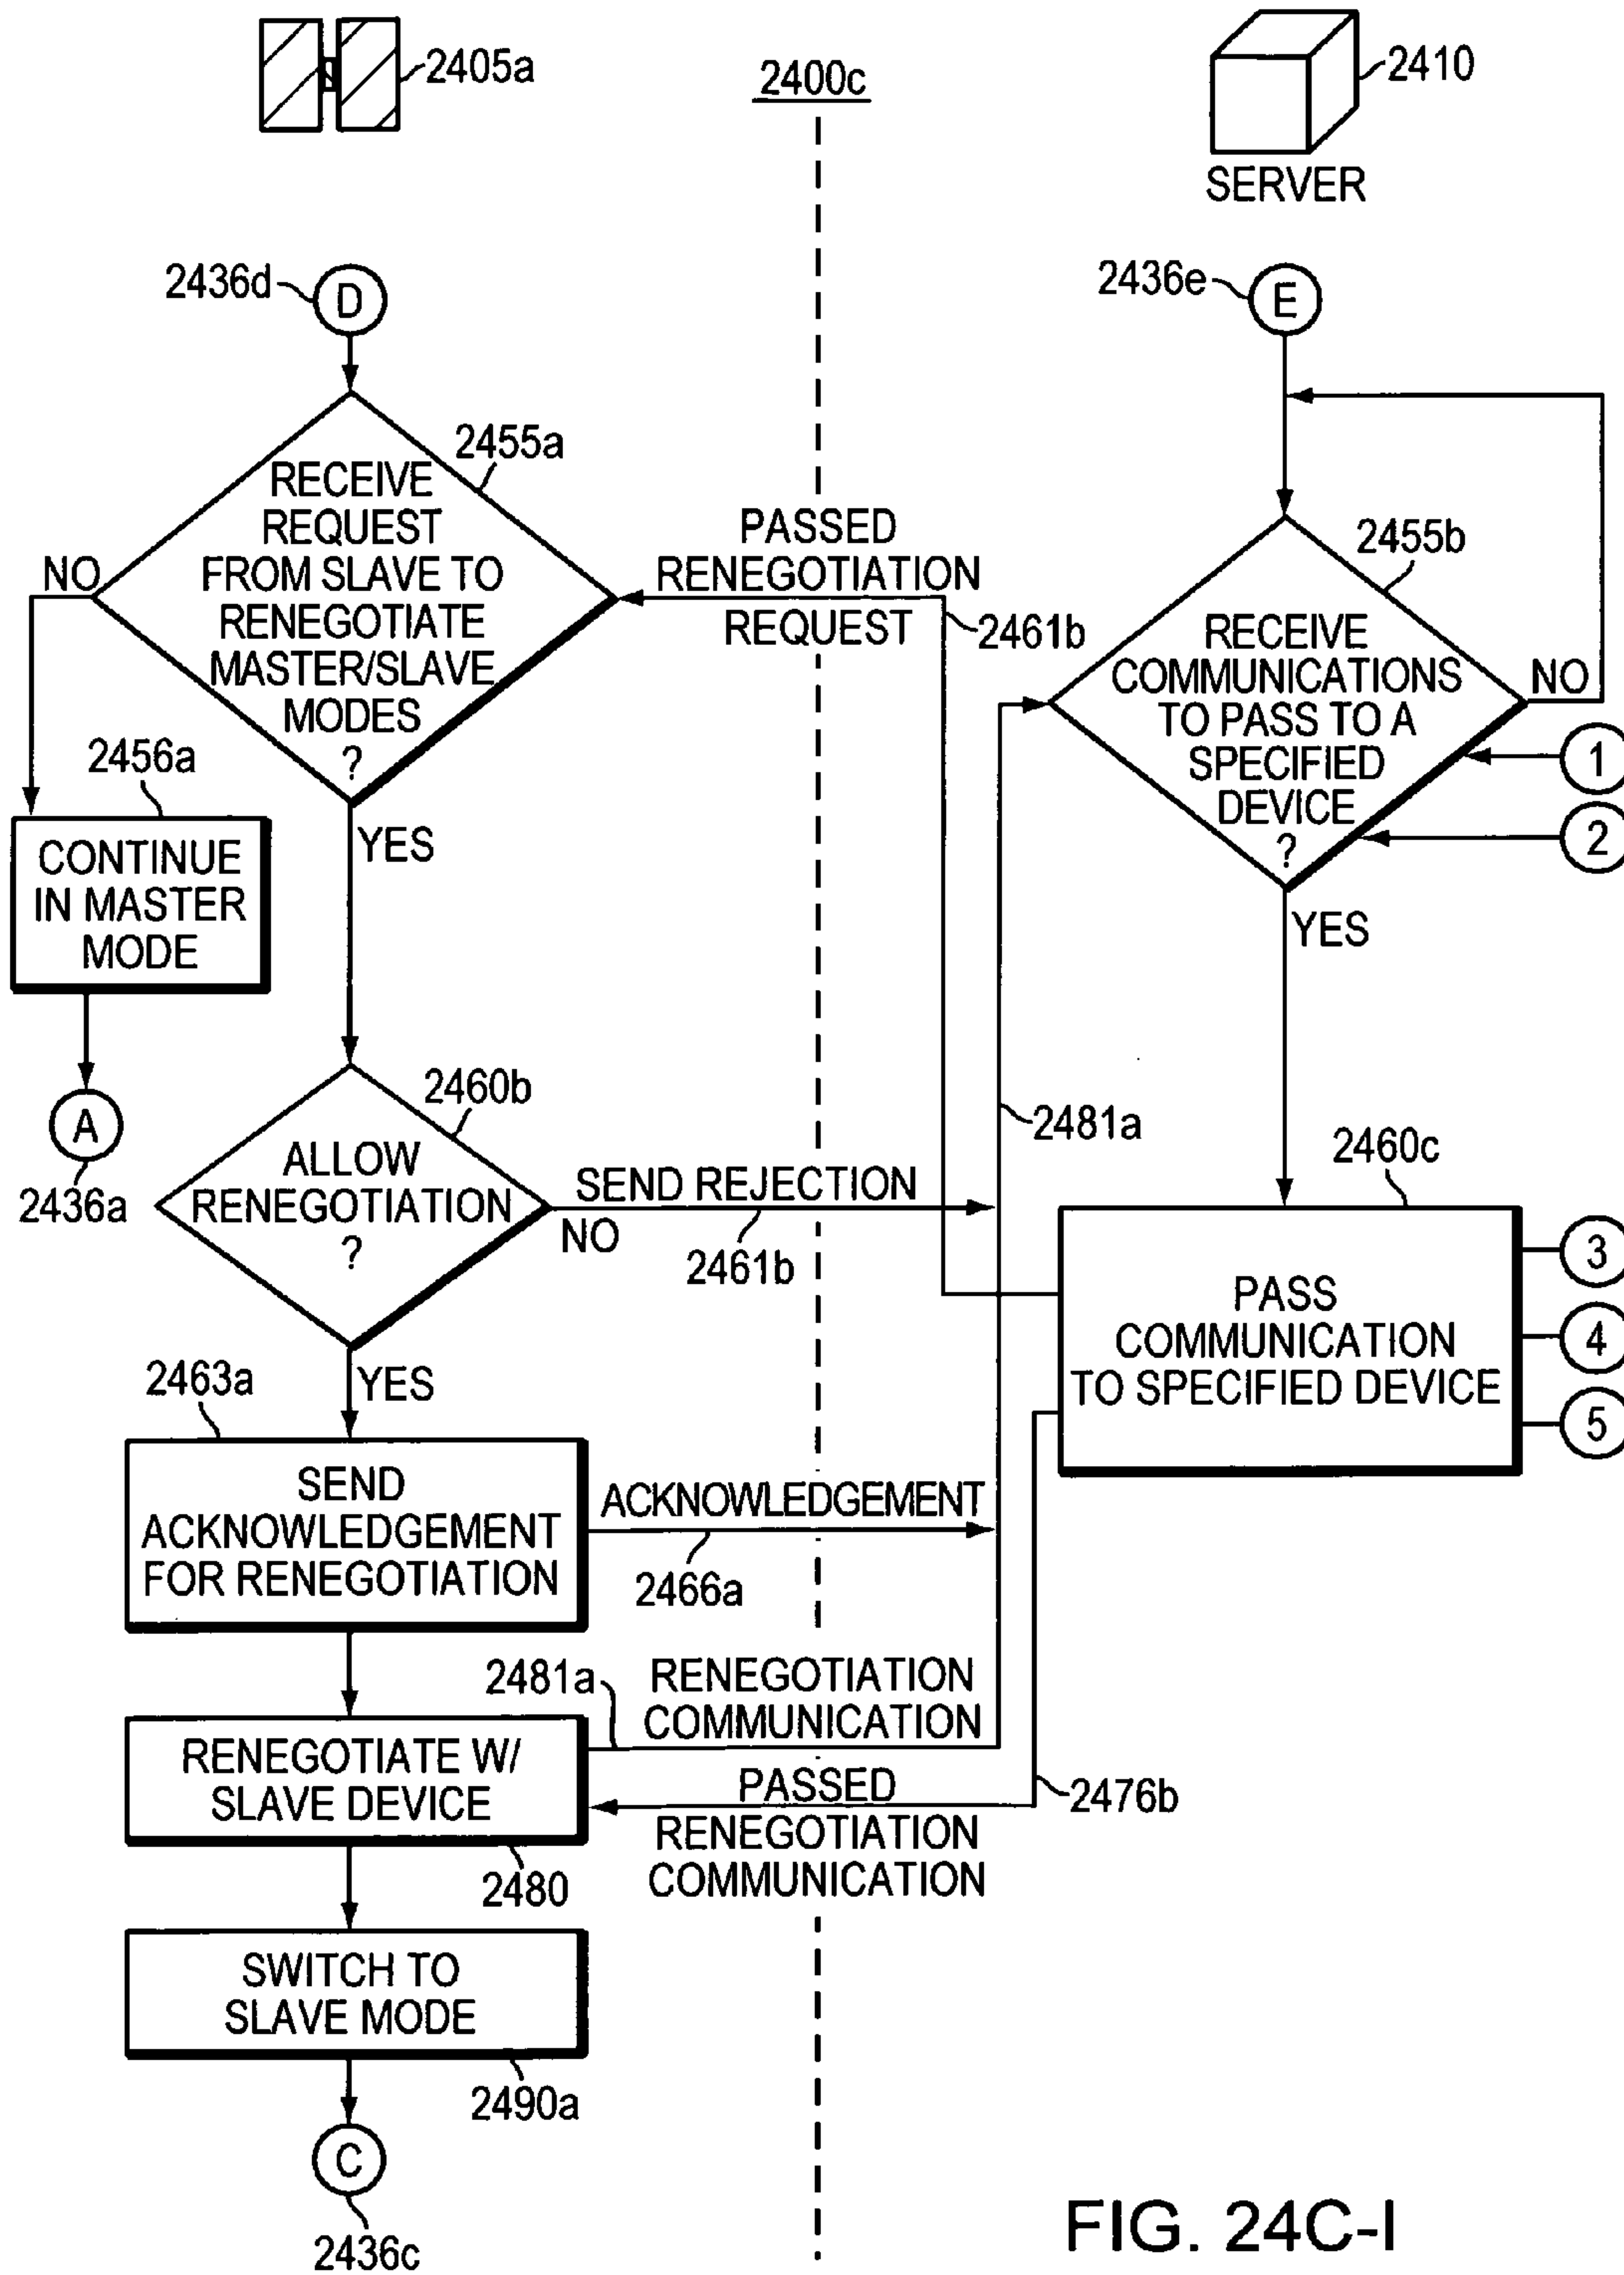 2405a
2400c
2410
SERVER
2436d
D
2436e
E
2455a
RECEIVE
REQUEST
FROM SLAVE TO
RENEGOTIATE
MASTER/SLAVE
MODES
?
NO
YES
PASSED
RENEGOTIATION
REQUEST
2461b
2455b
RECEIVE
COMMUNICATIONS
TO PASS TO A
SPECIFIED
DEVICE
?
NO
1
2
YES
2456a
CONTINUE
IN MASTER
MODE
A
2436a
2460b
ALLOW
RENEGOTIATION
?
SEND REJECTION
NO
2461b
2481a
2460c
PASS
COMMUNICATION
TO SPECIFIED DEVICE
3
4
5
YES
2463a
SEND
ACKNOWLEDGEMENT
FOR RENEGOTIATION
ACKNOWLEDGEMENT
2466a
2481a
RENEGOTIATION
COMMUNICATION
RENEGOTIATE W/
SLAVE DEVICE
2480
PASSED
RENEGOTIATION
COMMUNICATION
2476b
SWITCH TO
SLAVE MODE
2490a
C
2436c
FIG. 24C-I